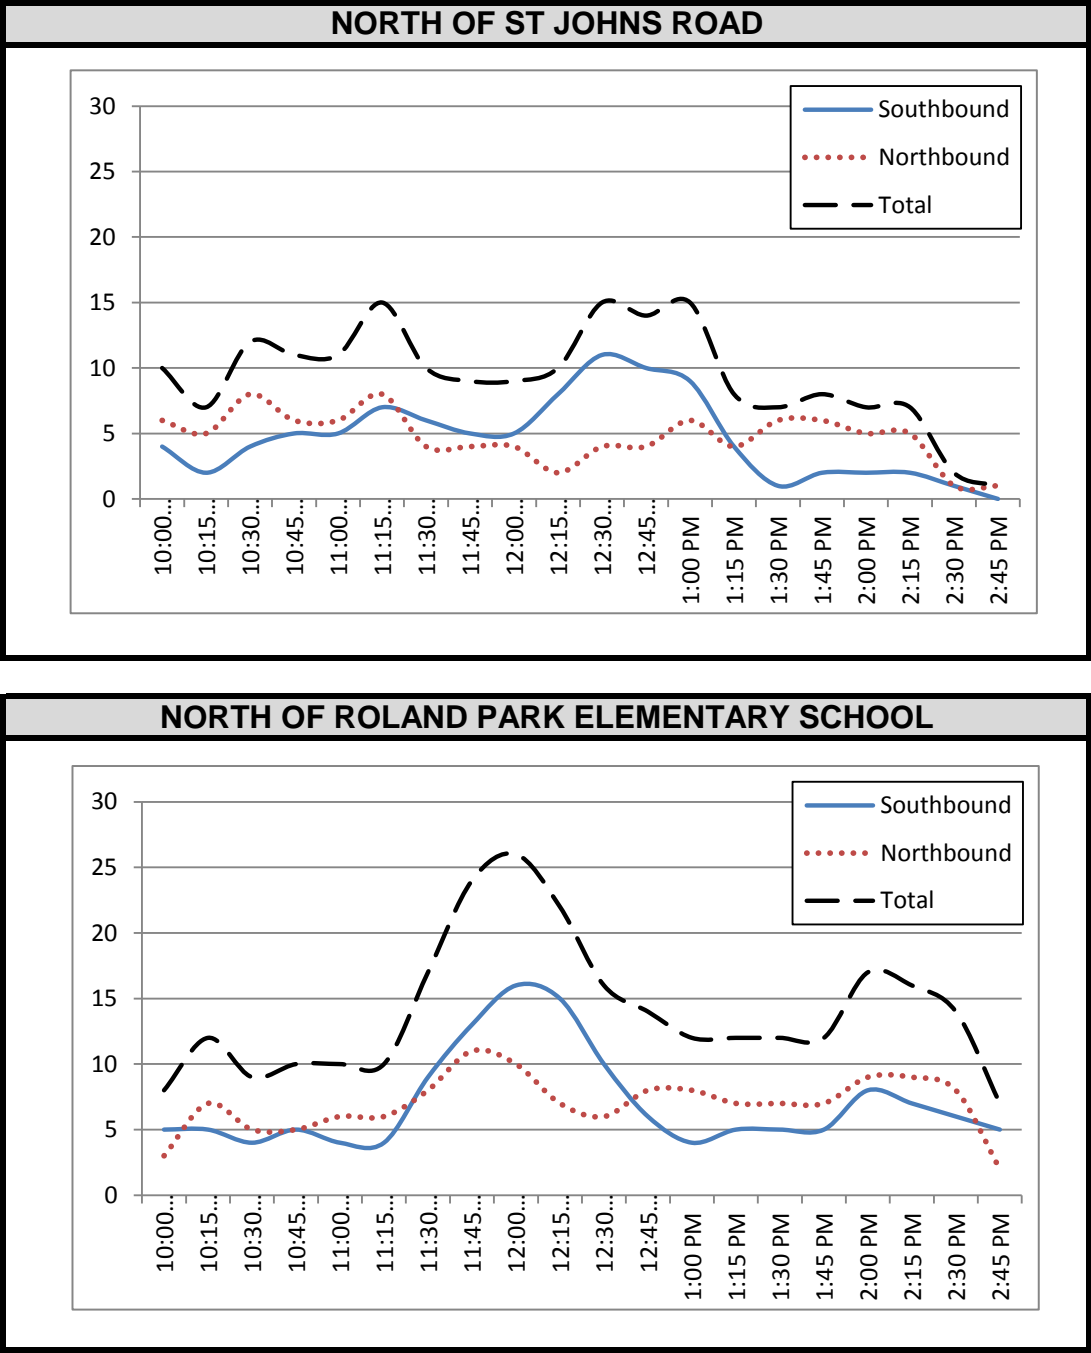 NORTH OF ST JOHNS ROAD
30
25
20
15
10
5
0
Southbound
Northbound
Total
10:00...
10:15...
10:30...
10:45...
11:00...
11:15...
11:30...
11:45...
12:00...
12:15...
12:30...
12:45...
1:00 PM
1:15 PM
1:30 PM
1:45 PM
2:00 PM
2:15 PM
2:30 PM
2:45 PM
NORTH OF ROLAND PARK ELEMENTARY SCHOOL
30
25
20
15
10
5
0
Southbound
Northbound
Total
10:00...
10:15...
10:30...
10:45...
11:00...
11:15...
11:30...
11:45...
12:00...
12:15...
12:30...
12:45...
1:00 PM
1:15 PM
1:30 PM
1:45 PM
2:00 PM
2:15 PM
2:30 PM
2:45 PM